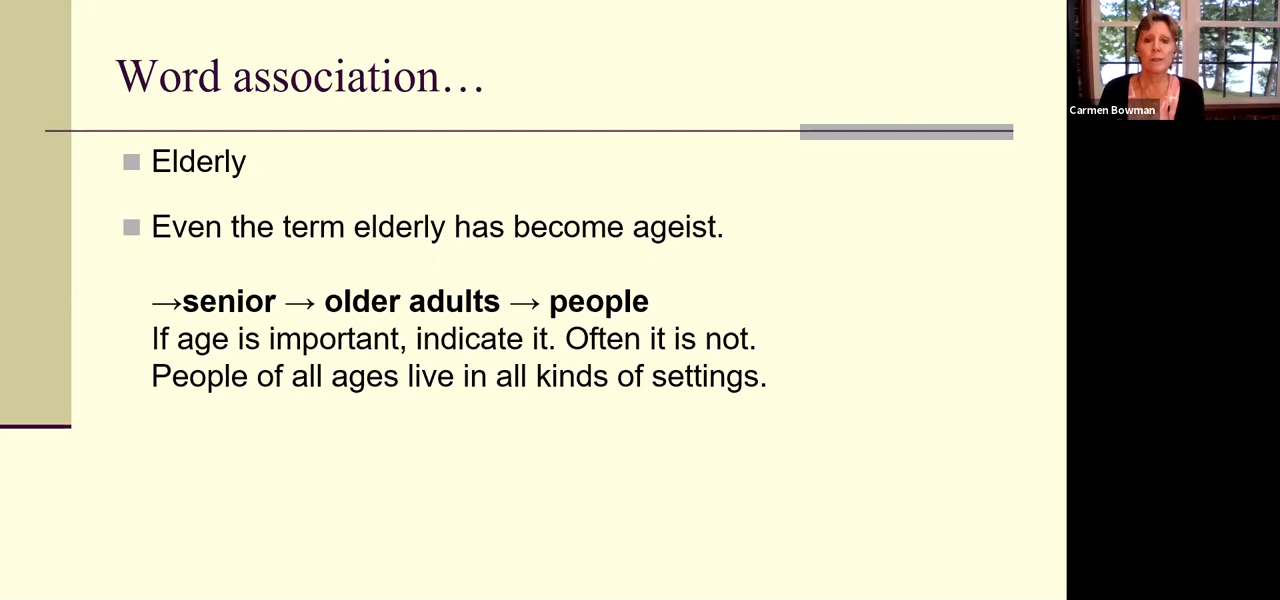 Word association…
Elderly
Even the term elderly has become ageist.
→senior → older adults → people
If age is important, indicate it. Often it is not.
People of all ages live in all kinds of settings.
Carmen Bowman